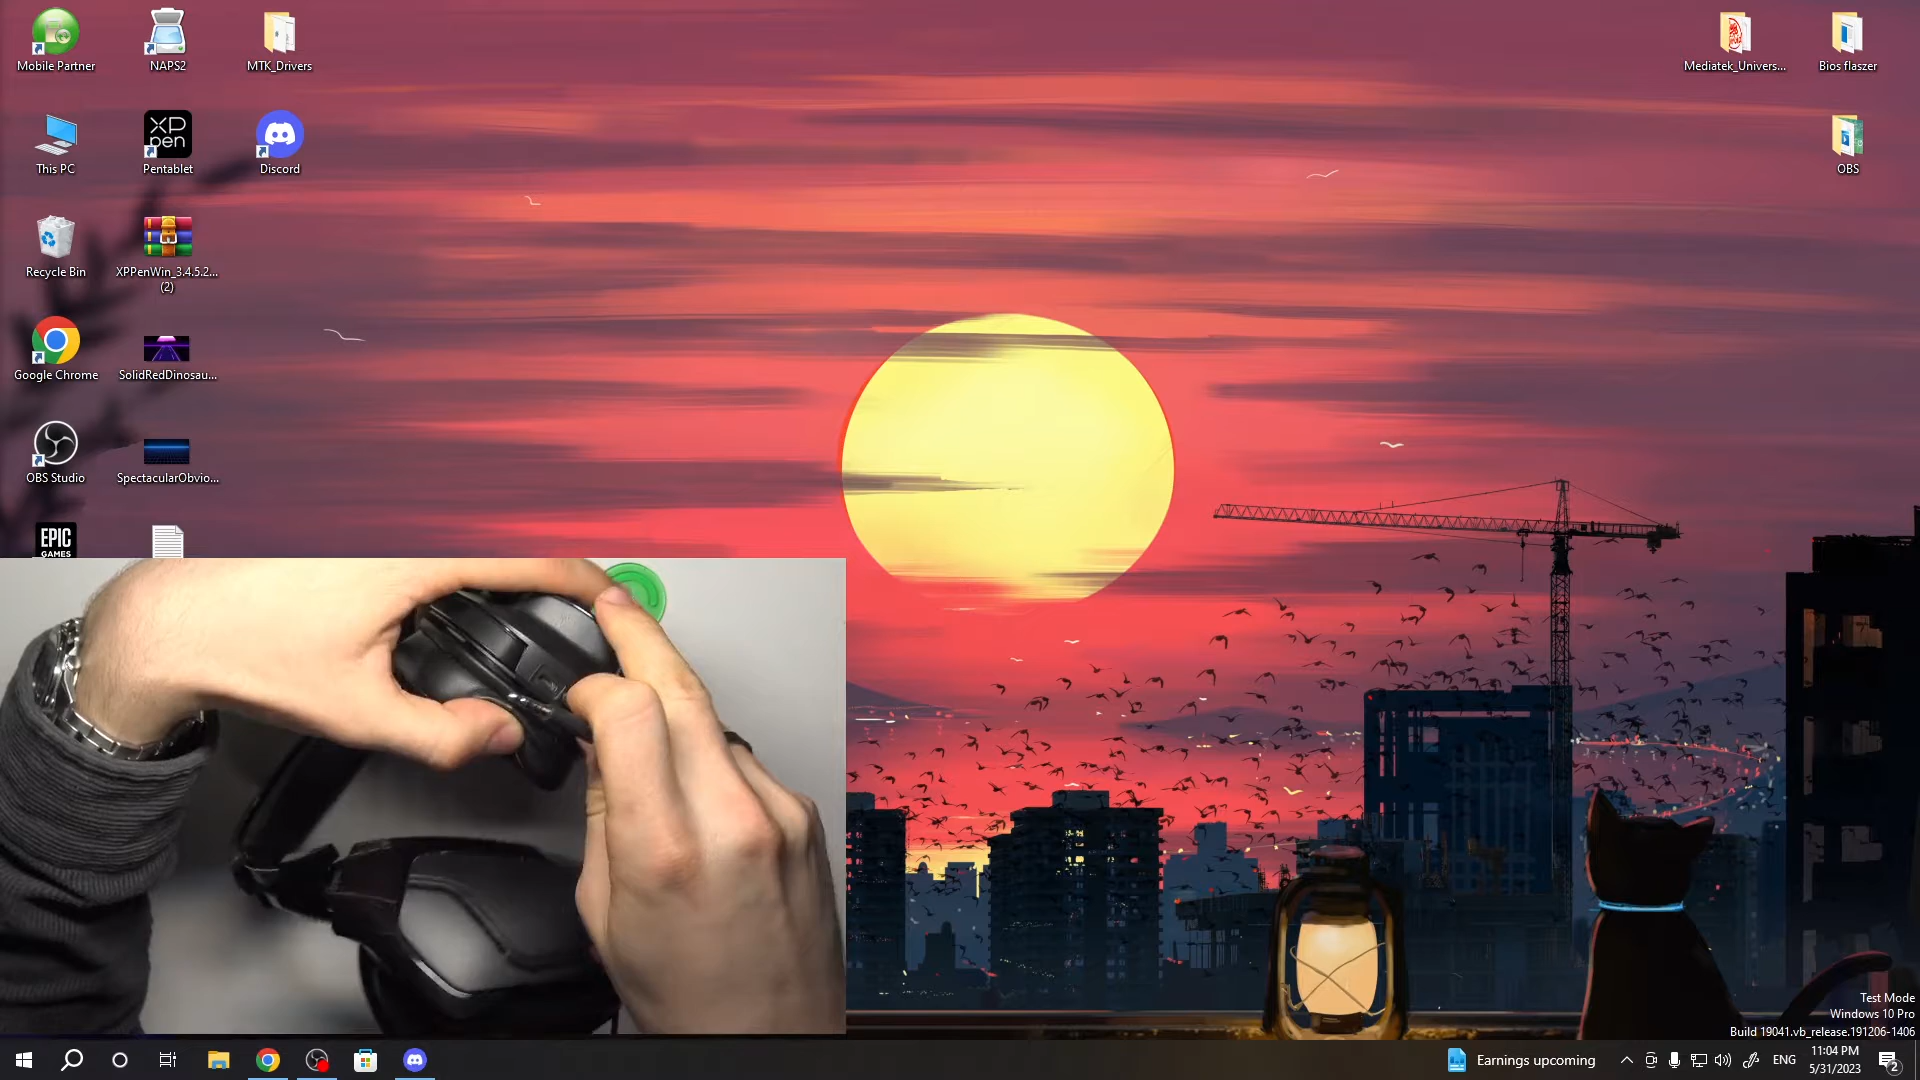 Mobile Partner
NAPS2
MTK_Drivers
Mediatek_Univers...
Bios flaszer
XP
pen
This PC
Pentablet
Discord
OBS
Recycle Bin
XPPenWin_3.4.5.2...
(2)
Google Chrome
SolidRedDinosau...
OBS Studio
SpectacularObvio...
EPIC
GAMES
Test Mode
Windows 10 Pro
Build 19041.vb_release.191206-1406
Earnings upcoming
ENG
11:04 PM
5/31/2023
2